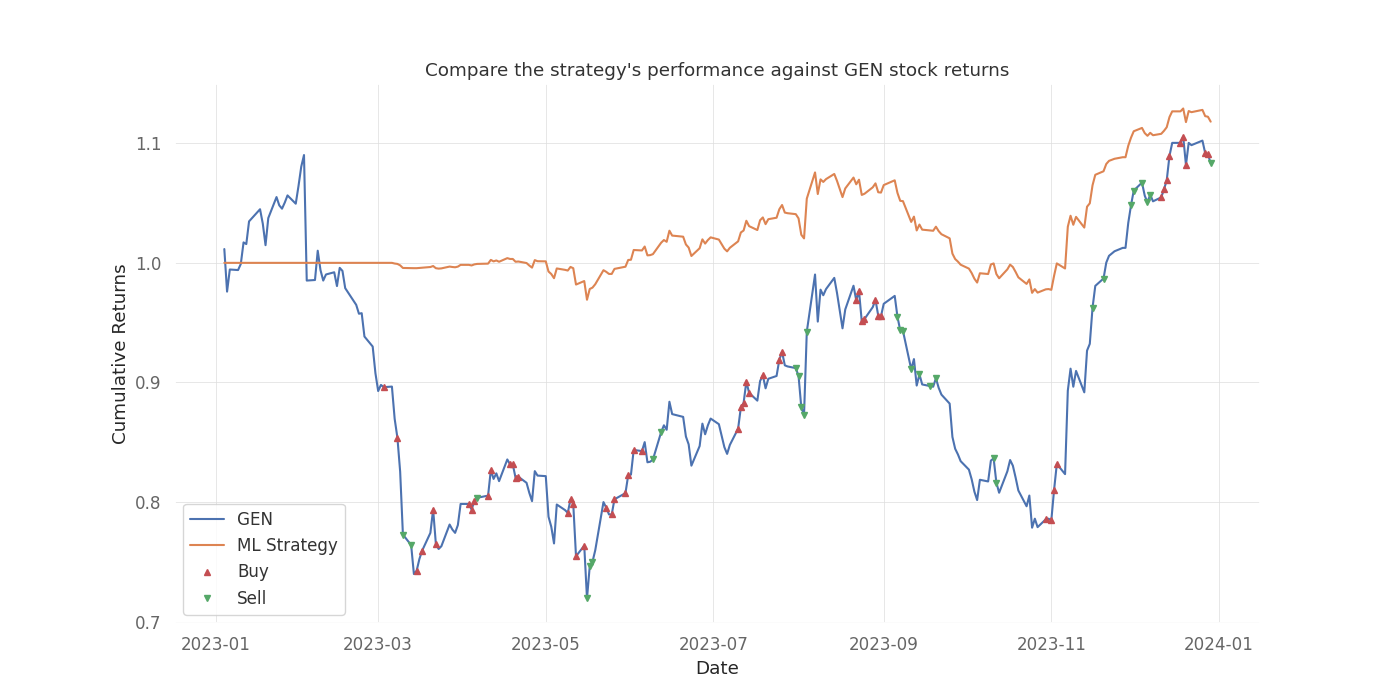 Compare the strategy's performance against GEN stock returns
Cumulative Returns
1.1
1.0
0.9
0.8
0.7
GEN
ML Strategy
Buy
Sell
2023-01 2023-03 2023-05 2023-07 2023-09 2023-11 2024-01
Date